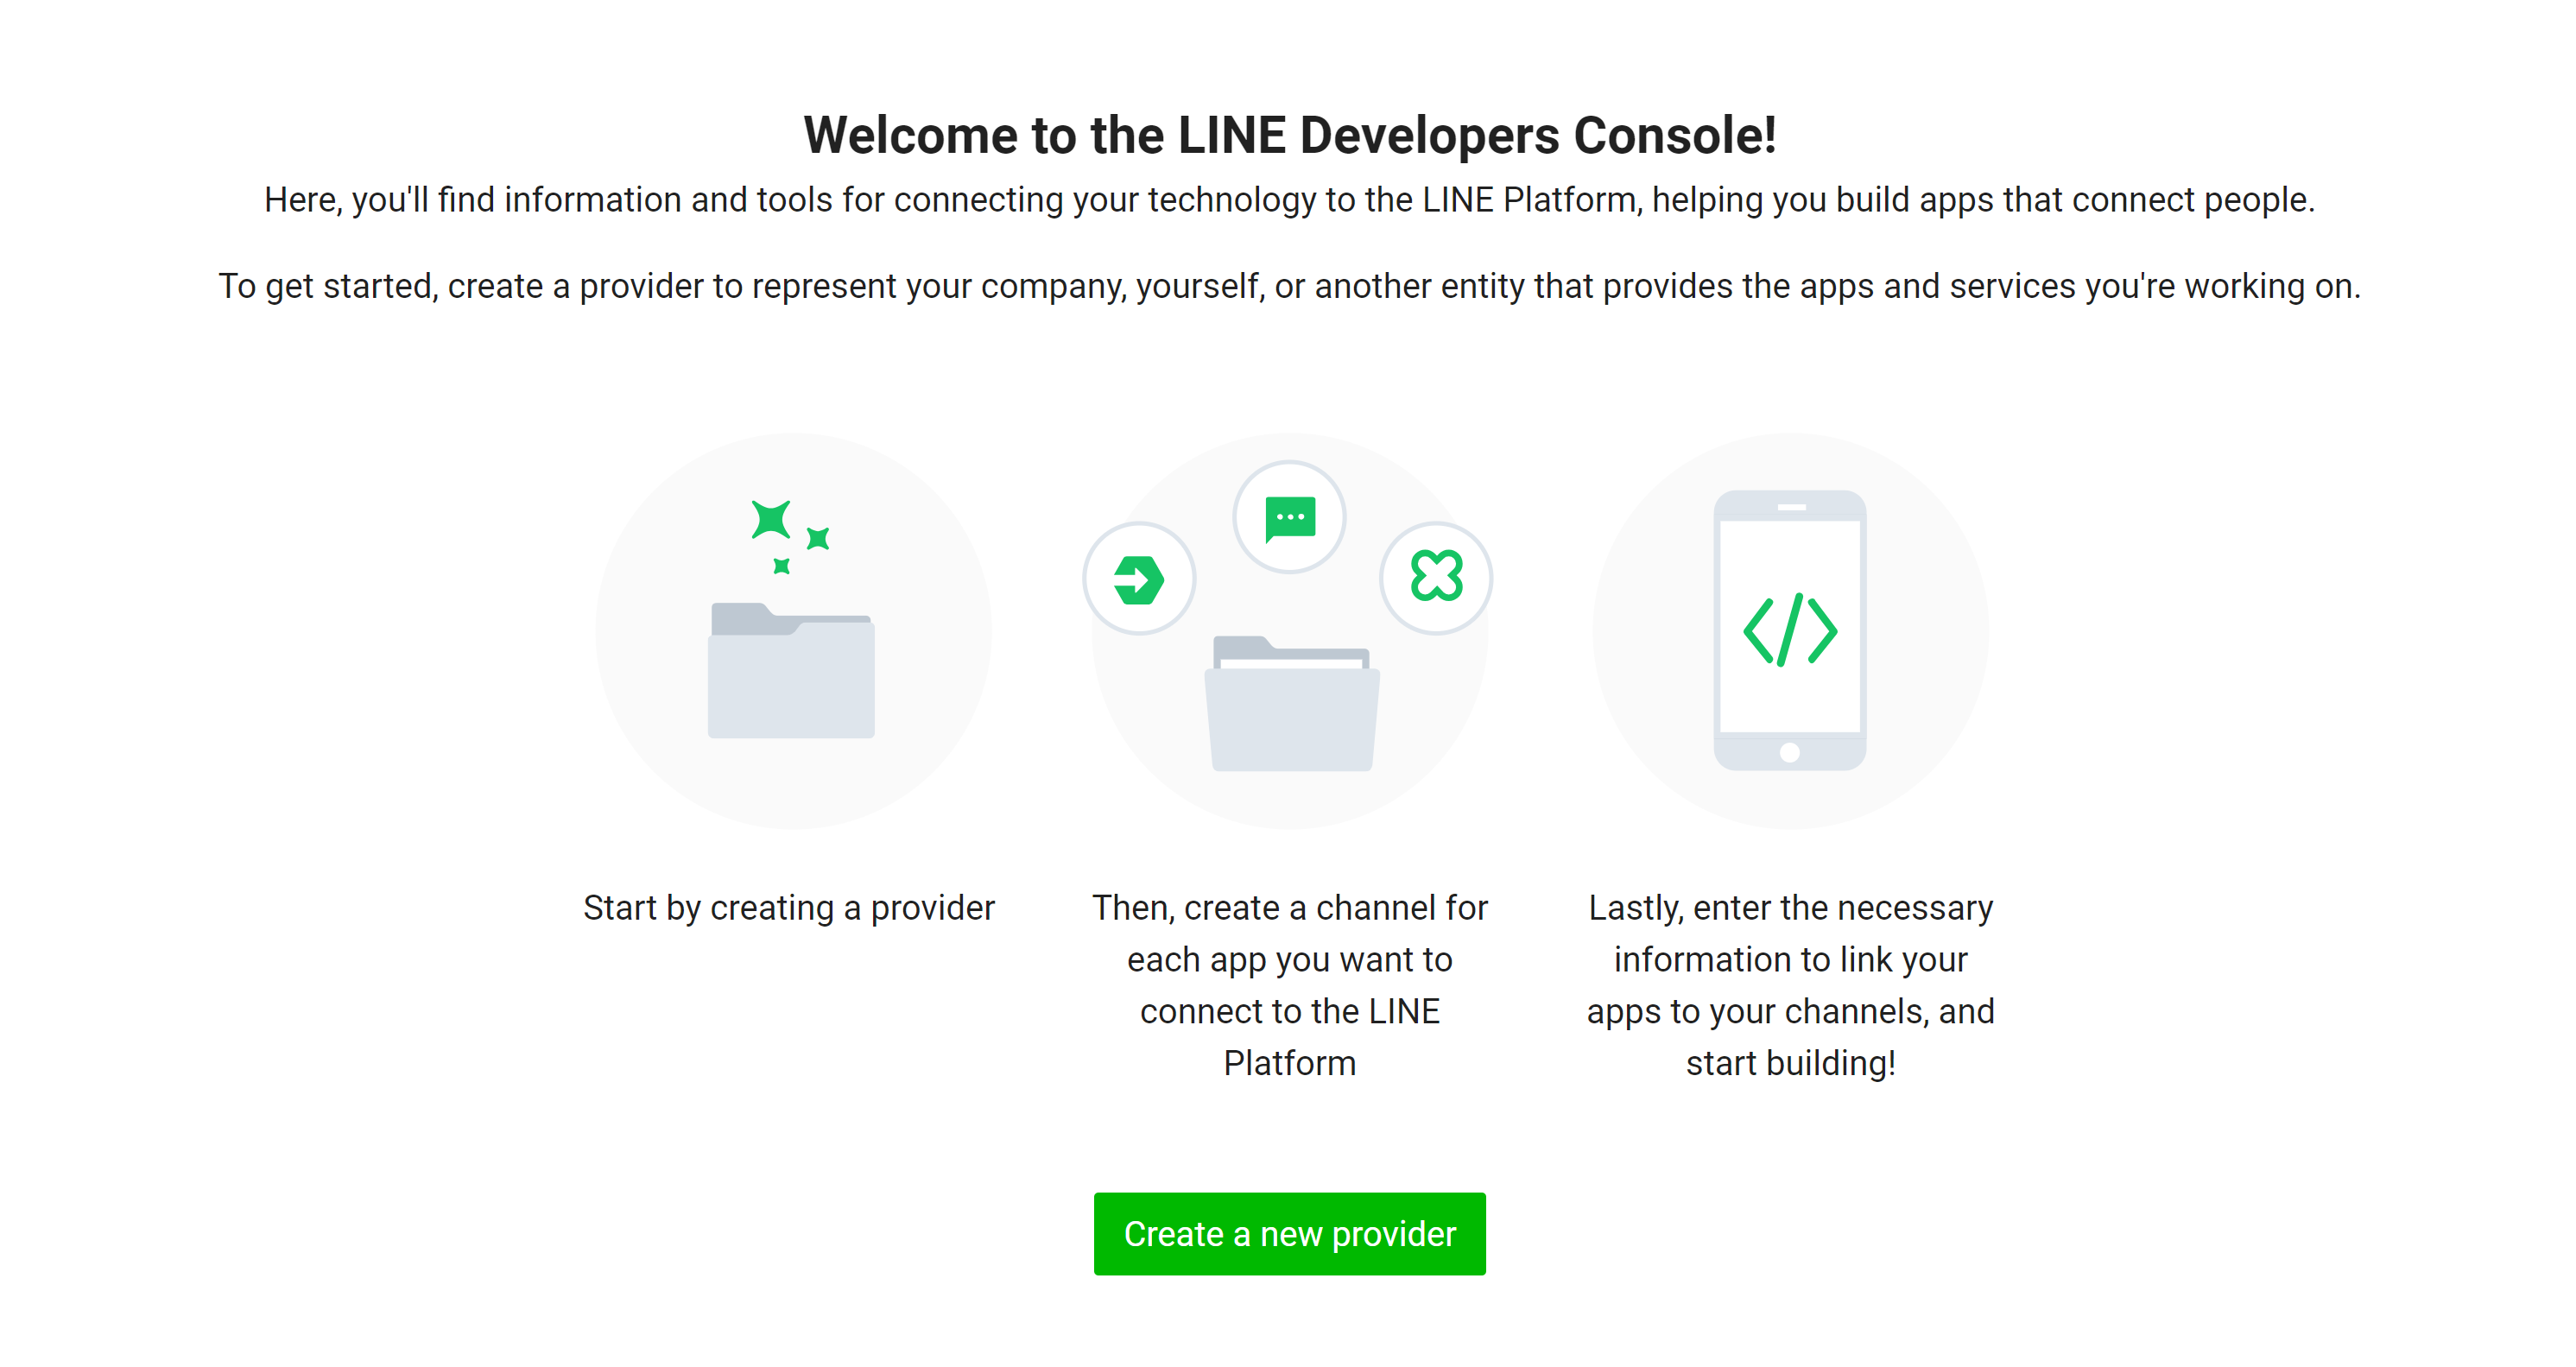 Welcome to the LINE Developers Console!
Here, you'll find information and tools for connecting your technology to the LINE Platform, helping you build apps that connect people.
To get started, create a provider to represent your company, yourself, or another entity that provides the apps and services you're working on.
Start by creating a provider
Then, create a channel for
each app you want to
connect to the LINE
Platform
Lastly, enter the necessary
information to link your
apps to your channels, and
start building!
Create a new provider